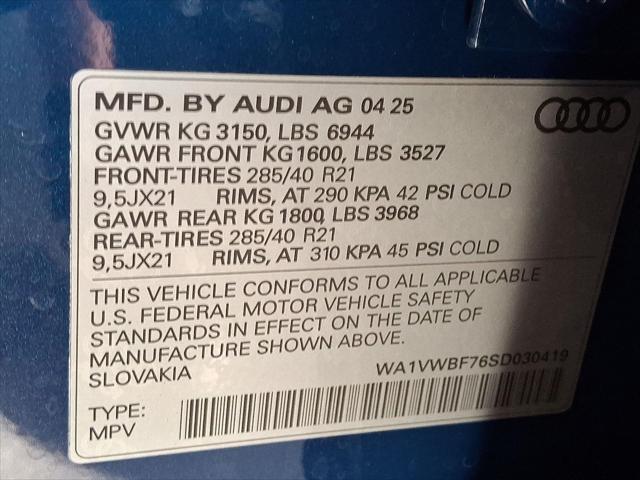 MFD. BY AUDI AG 04 25
GVWR KG 3150, LBS 6944
GAWR FRONT KG1600, LBS 3527
FRONT-TIRES 285/40 R21
9,5JX21 RIMS, AT 290 KPA 42 PSI COLD
GAWR REAR KG 1800, LBS 3968
REAR-TIRES 285/40 R21
9,5JX21 RIMS, AT 310 KPA 45 PSI COLD
THIS VEHICLE CONFORMS TO ALL APPLICABLE
U.S. FEDERAL MOTOR VEHICLE SAFETY
STANDARDS IN EFFECT ON THE DATE OF
MANUFACTURE SHOWN ABOVE.
SLOVAKIA WA1VWBF76SD030419
TYPE:
MPV